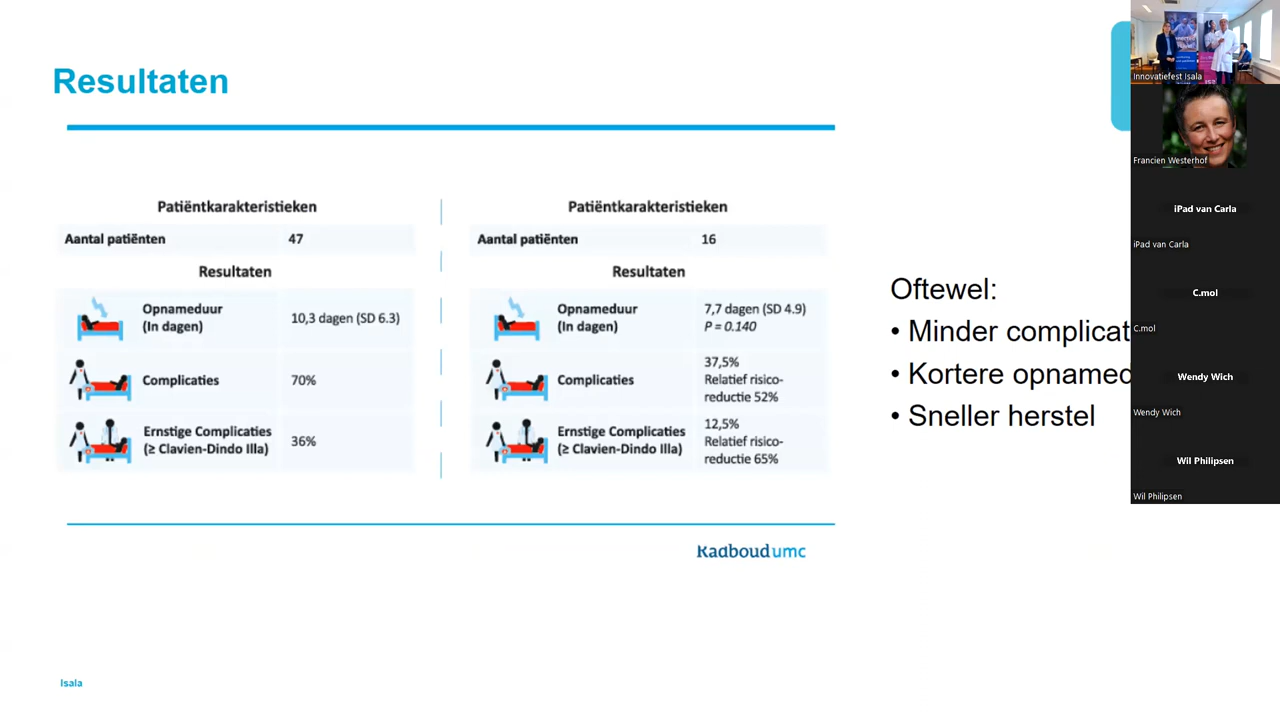 Resultaten
Patiëntkarakteristieken
Aantal patiënten 47
Resultaten
Opnameduur
(In dagen)
10,3 dagen (SD 6.3)
Complicaties
70%
Ernstige Complicaties
(≥ Clavien-Dindo IIIa)
36%
Patiëntkarakteristieken
Aantal patiënten 16
Resultaten
Opnameduur
(In dagen)
7,7 dagen (SD 4.9)
P = 0.140
Complicaties
37,5%
Relatief risico-
reductie 52%
Ernstige Complicaties
(≥ Clavien-Dindo IIIa)
12,5%
Relatief risico-
reductie 65%
Radboudumc
Oftewel:
• Minder complicat
• Kortere opnamed
• Sneller herstel
Isala
Innovatiefest Isala
Francien Westerhof
iPad van Carla
iPad van Carla
C.mol
C.mol
Wendy Wich
Wendy Wich
Wil Philipsen
Wil Philipsen